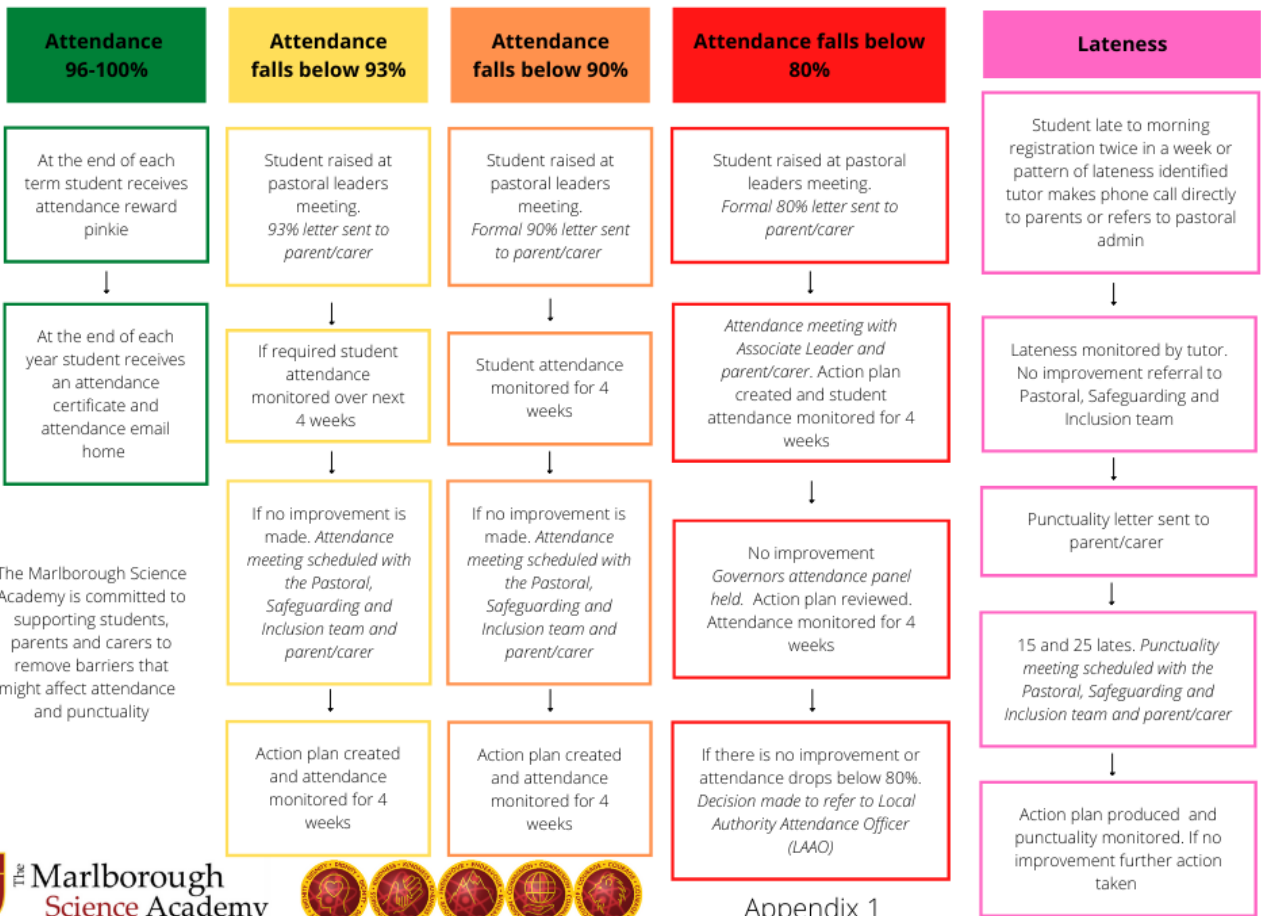 Attendance
96-100%
At the end of each
term student receives
attendance reward
pinkie
At the end of each
year student receives
an attendance
certificate and
attendance email
home
The Marlborough Science
Academy is committed to
supporting students,
parents and carers to
remove barriers that
might affect attendance
and punctuality
Attendance
falls below 93%
Student raised at
pastoral leaders
meeting.
93% letter sent to
parent/carer
If required student
attendance
monitored over next
4 weeks
If no improvement is
made. Attendance
meeting scheduled with
the Pastoral,
Safeguarding and
Inclusion team and
parent/carer
Action plan created
and attendance
monitored for 4
weeks
Attendance
falls below 90%
Student raised at
pastoral leaders
meeting.
Formal 90% letter sent
to parent/carer
Student attendance
monitored for 4
weeks
If no improvement is
made. Attendance
meeting scheduled with
the Pastoral,
Safeguarding and
Inclusion team and
parent/carer
Action plan created
and attendance
monitored for 4
weeks
Attendance falls below
80%
Student raised at pastoral
leaders meeting.
Formal 80% letter sent to
parent/carer
Attendance meeting with
Associate Leader and
parent/carer. Action plan
created and student
attendance monitored for 4
weeks
No improvement
Governors attendance panel
held. Action plan reviewed.
Attendance monitored for 4
weeks
If there is no improvement or
attendance drops below 80%.
Decision made to refer to Local
Authority Attendance Officer
(LAAO)
Lateness
Student late to morning
registration twice in a week or
pattern of lateness identified
tutor makes phone call directly
to parents or refers to pastoral
admin
Lateness monitored by tutor.
No improvement referral to
Pastoral, Safeguarding and
Inclusion team
Punctuality letter sent to
parent/carer
15 and 25 lates. Punctuality
meeting scheduled with the
Pastoral, Safeguarding and
Inclusion team and parent/carer
Action plan produced and
punctuality monitored. If no
improvement further action
taken
The Marlborough
Science Academy
Appendix 1